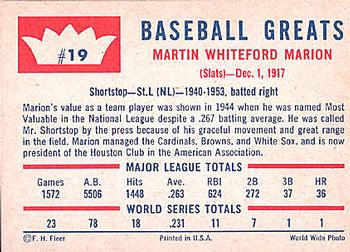 #19
BASEBALL GREATS
MARTIN WHITEFORD MARION
(Slats)—Dec. 1, 1917
Shortstop—St.L (NL)—1940-1953, batted right
Marion's value as a team player was shown in 1944 when he was named Most
Valuable in the National League despite a .267 batting average. He was called
Mr. Shortstop by the press because of his graceful movement and great range
in the field. Marion managed the Cardinals, Browns, and White Sox, and is now
president of the Houston Club in the American Association.
MAJOR LEAGUE TOTALS
Games A.B. Hits Avg. RBI 2B 3B HR
1572 5506 1448 .263 624 272 37 36
WORLD SERIES TOTALS
23 78 18 .231 11 7 1 1
©F. H. Fleer Printed in U.S.A. World Wide Photo